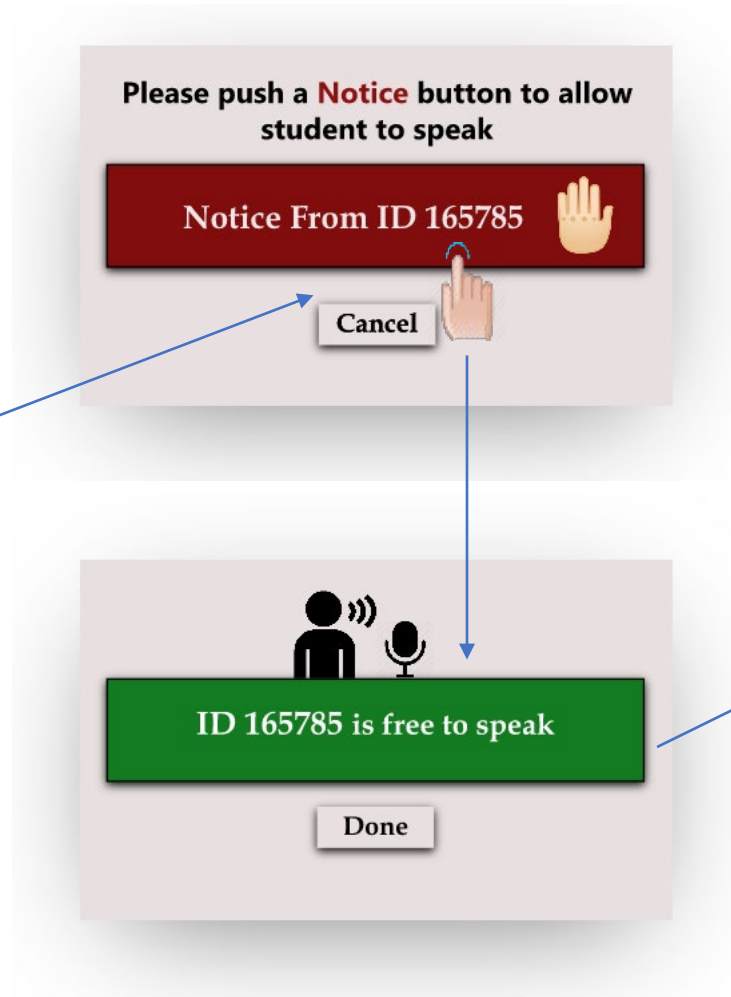 Please push a Notice button to allow
student to speak
Notice From ID 165785
Cancel
ID 165785 is free to speak
Done